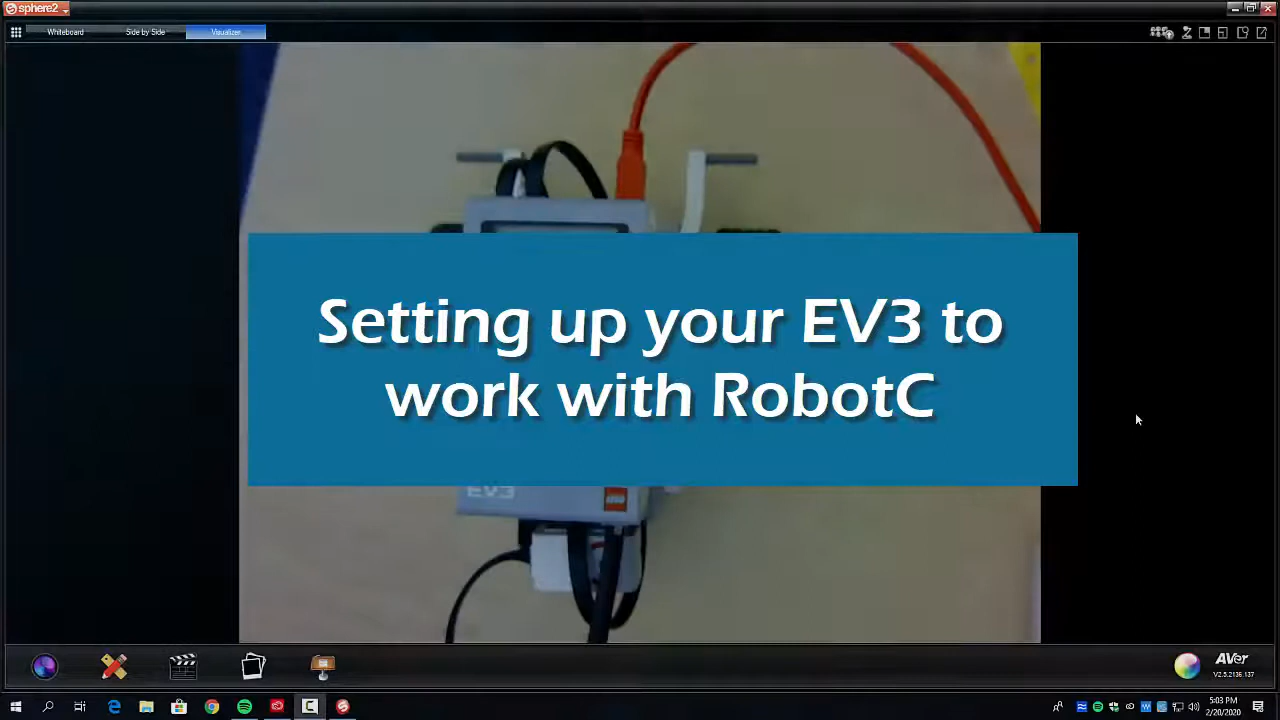 sphere2
Whiteboard
Side by Side
Visualizer
Setting up your EV3 to
work with RobotC
EV3
LEGO
AVer
5:03 PM
2/20/2020